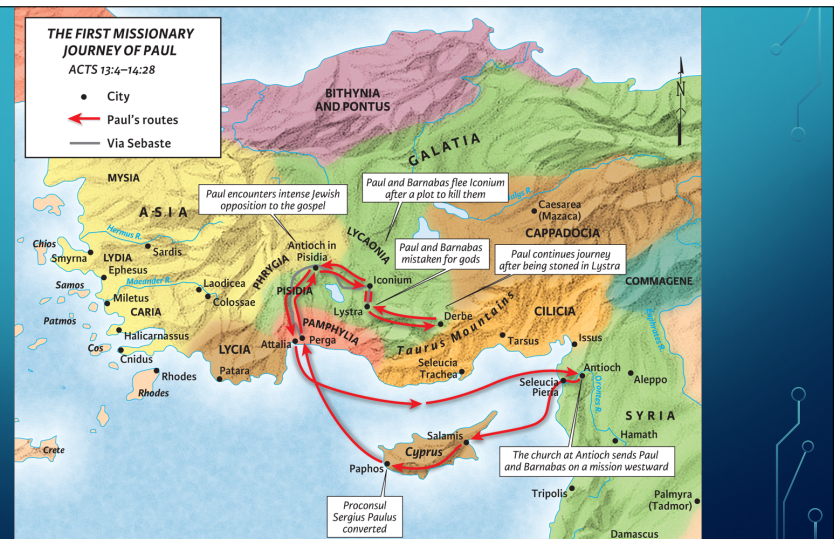 THE FIRST MISSIONARY
JOURNEY OF PAUL
ACTS 13:4–14:28
City
Paul's routes
Via Sebaste
N
BITHYNIA
AND PONTUS
GALATIA
MYSIA
ASIA
Paul encounters intense Jewish
opposition to the gospel
Paul and Barnabas flee Iconium
after a plot to kill them
Caesarea
(Mazaca)
CAPPADOCIA
Hermus R.
Chios
Smyrna
LYDIA
Sardis
Ephesus
PHRYGIA
Antioch in
Pisidia
LYCAONIA
Paul and Barnabas
mistaken for gods
Paul continues journey
after being stoned in Lystra
COMMAGENE
Samos
Maeander R.
Laodicea
Colossae
PISIDIA
Iconium
Miletus
CARIA
Lystra
Derbe
CILICIA
Patmos
Halicarnassus
PAMPHYLIA
Taurus Mountains
Cos
Cnidus
LYCIA
Attalia
Perga
Tarsus
Issus
Rhodes
Patara
Seleucia
Trachea
Antioch
Rhodes
Seleucia
Pieria
Aleppo
Orontes R.
SYRIA
Crete
Salamis
Cyprus
Hamath
Paphos
The church at Antioch sends Paul
and Barnabas on a mission westward
Proconsul
Sergius Paulus
converted
Tripolis
Palmyra
(Tadmor)
Damascus